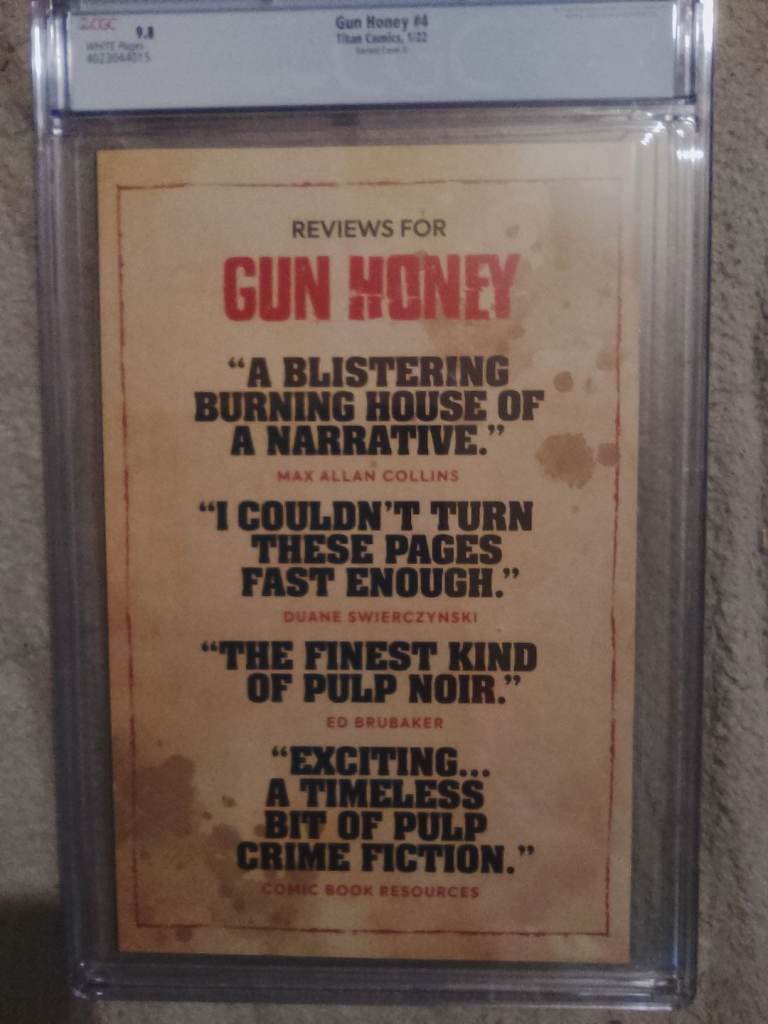 CGC 9.8
Gun Honey #4
WHITE Pages
Titan Comics, 1/22
4023044015
REVIEWS FOR
GUN HONEY
“A BLISTERING
BURNING HOUSE OF
A NARRATIVE.”
MAX ALLAN COLLINS
“I COULDN’T TURN
THESE PAGES
FAST ENOUGH.”
DUANE SWIERCZYNSKI
“THE FINEST KIND
OF PULP NOIR.”
ED BRUBAKER
“EXCITING...
A TIMELESS
BIT OF PULP
CRIME FICTION.”
COMIC BOOK RESOURCES